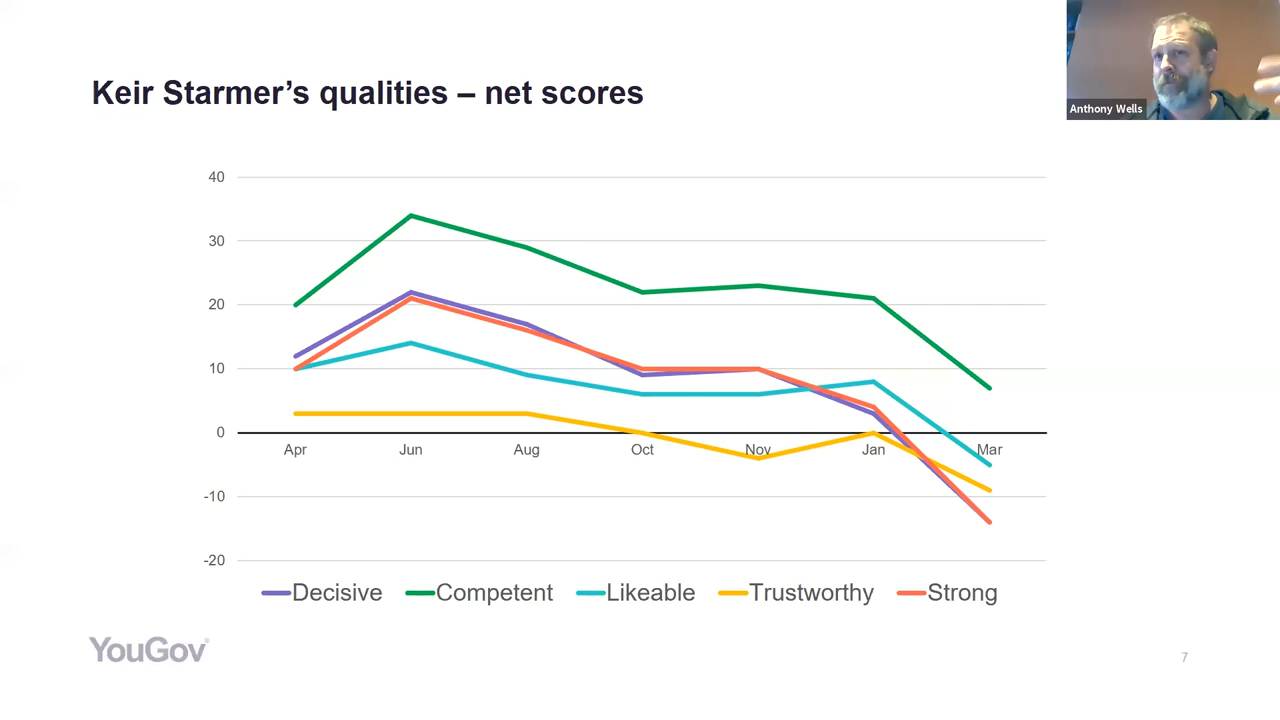 Anthony Wells
Keir Starmer’s qualities – net scores
40
30
20
10
0
-10
-20
Apr Jun Aug Oct Nov Jan Mar
Decisive Competent Likeable Trustworthy Strong
YouGov®
7